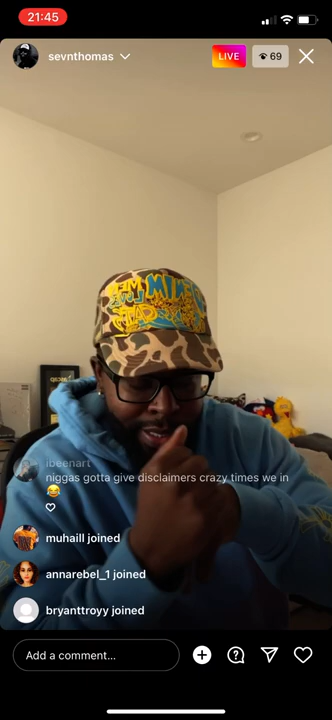 21:45
sevnthomas
LIVE
69
ibeenart
niggas gotta give disclaimers crazy times we in
😂
muhaill joined
annarebel_1 joined
bryanttroyy joined
Add a comment...